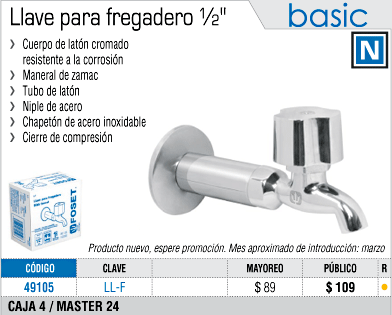 Llave para fregadero ½"
basic
N
Cuerpo de latón cromado
resistente a la corrosión
Maneral de zamac
Tubo de latón
Niple de acero
Chapetón de acero inoxidable
Cierre de compresión
FOSET
Producto nuevo, espere promoción. Mes aproximado de introducción: marzo
CÓDIGO CLAVE MAYOREO PÚBLICO R
49105 LL-F $ 89 $ 109
CAJA 4 / MASTER 24